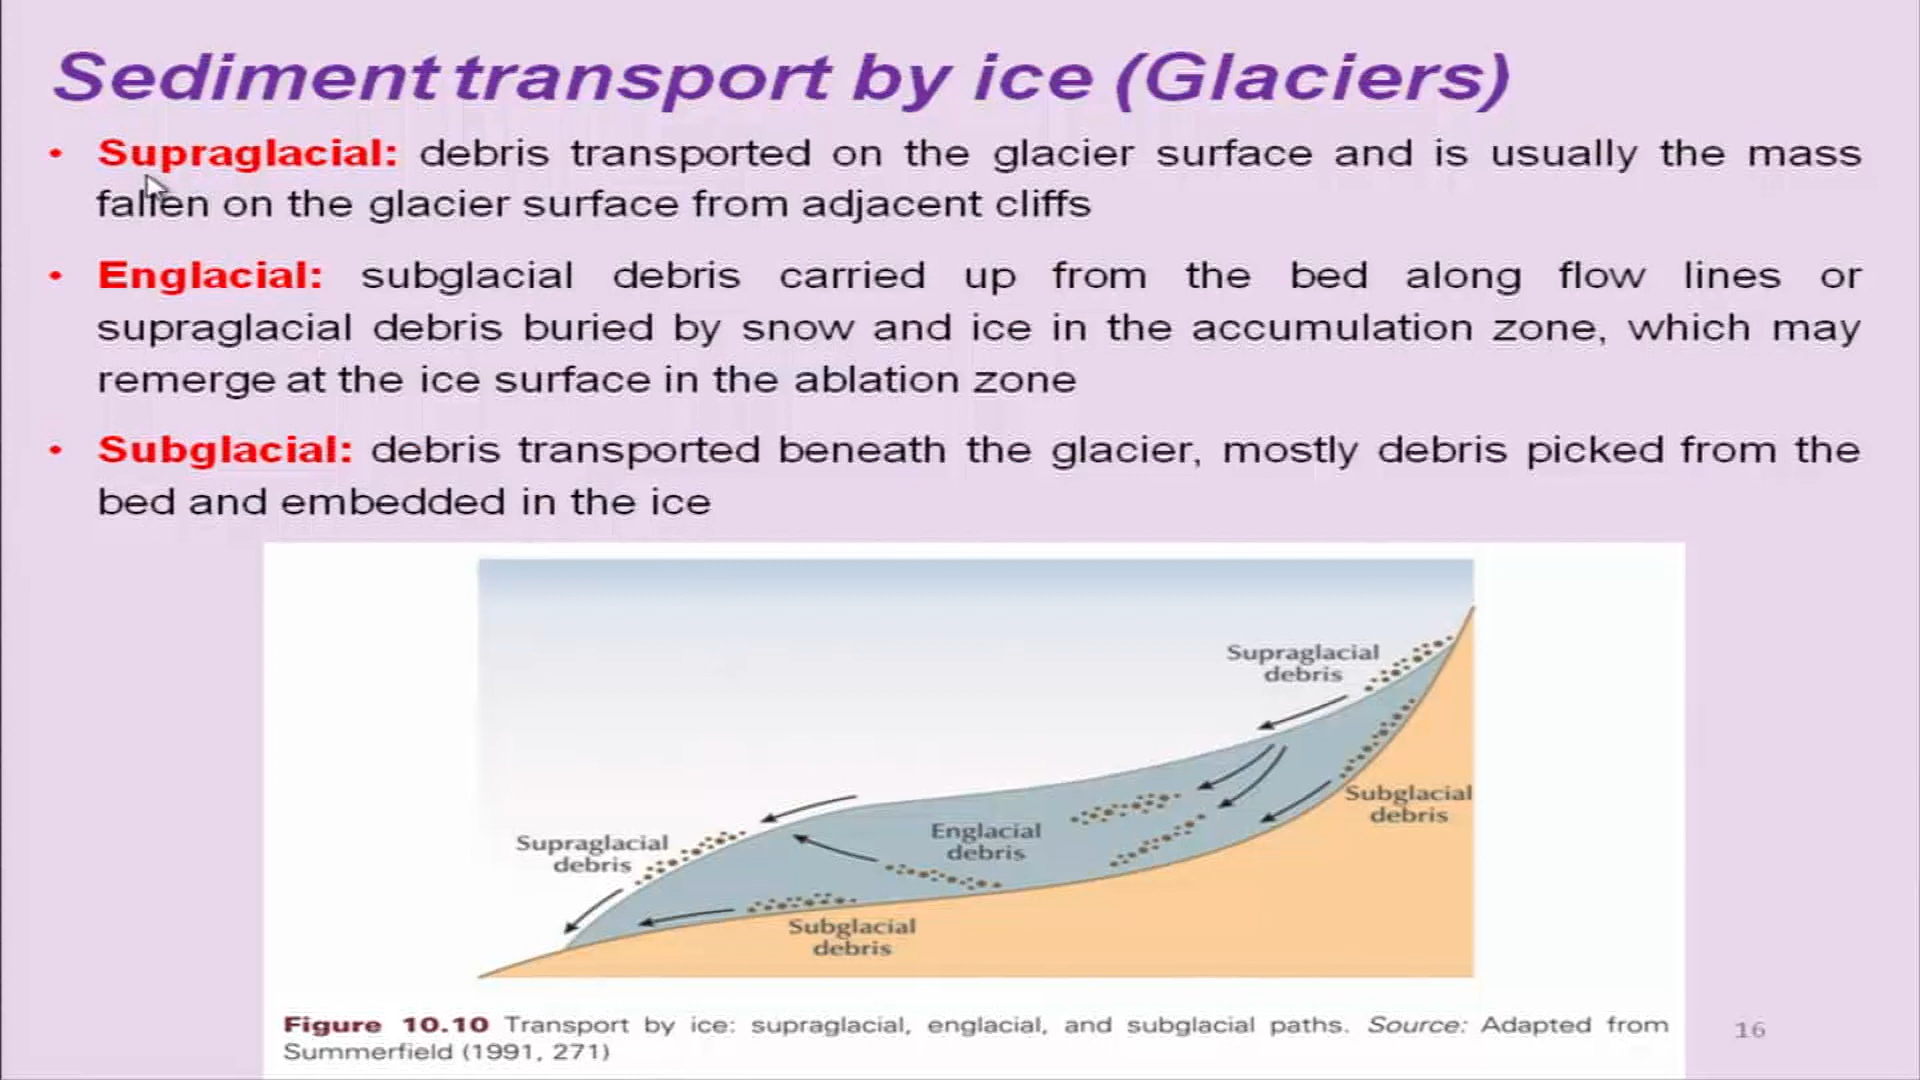 Sediment transport by ice (Glaciers)
• Supraglacial: debris transported on the glacier surface and is usually the mass
fallen on the glacier surface from adjacent cliffs
• Englacial: subglacial debris carried up from the bed along flow lines or
supraglacial debris buried by snow and ice in the accumulation zone, which may
remerge at the ice surface in the ablation zone
• Subglacial: debris transported beneath the glacier, mostly debris picked from the
bed and embedded in the ice
Supraglacial
debris
Subglacial
debris
Englacial
debris
Supraglacial
debris
Subglacial
debris
Figure 10.10 Transport by ice: supraglacial, englacial, and subglacial paths. Source: Adapted from
Summerfield (1991, 271)
16